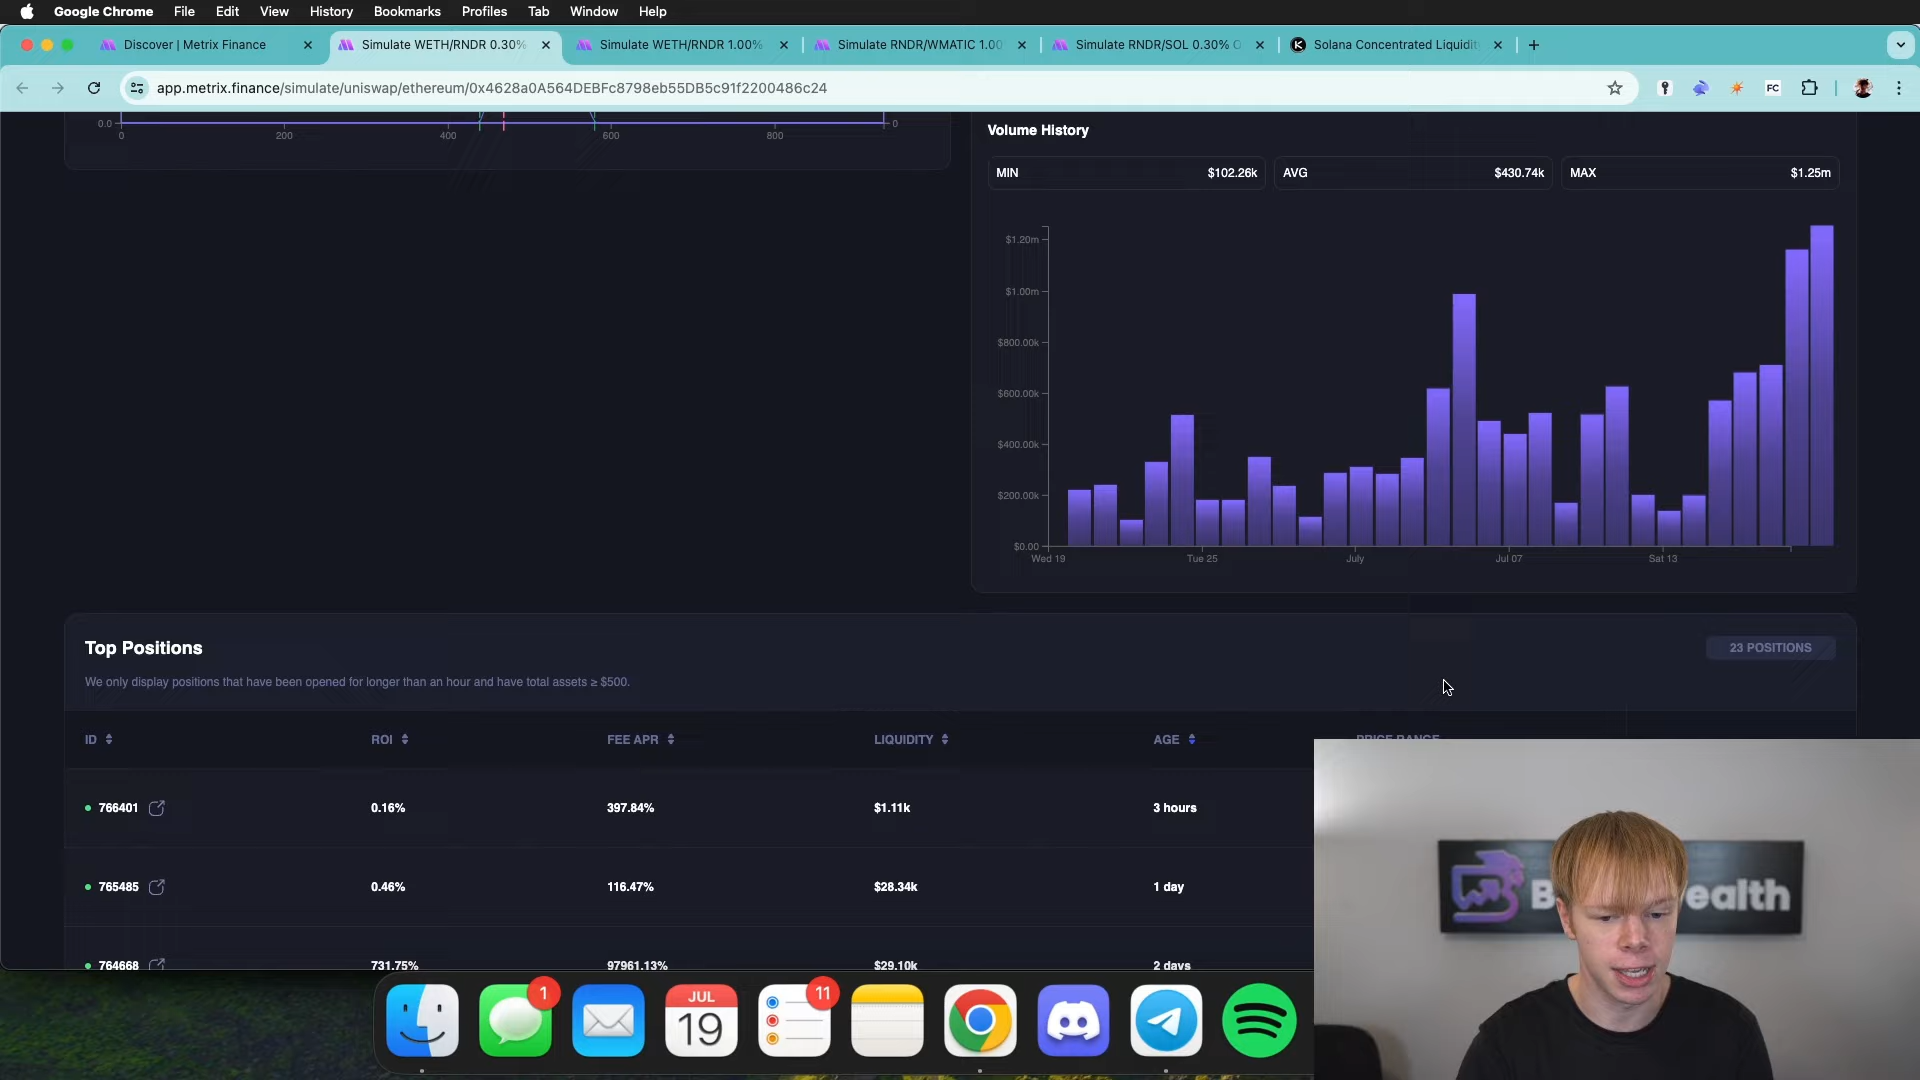 Google Chrome File Edit View History Bookmarks Profiles Tab Window Help
Discover | Metrix Finance
Simulate WETH/RNDR 0.30%
Simulate WETH/RNDR 1.00%
Simulate RNDR/WMATIC 1.00
Simulate RNDR/SOL 0.30% O
Solana Concentrated Liquidit
app.metrix.finance/simulate/uniswap/ethereum/0x4628a0A564DEBFc8798eb55DB5c91f2200486c24
FC
0.0
0
0 200 400 600 800
Volume History
MIN $102.26k
AVG $430.74k
MAX $1.25m
$1.20m
$1.00m
$800.00k
$600.00k
$400.00k
$200.00k
$0.00
Wed 19 Tue 25 July Jul 07 Sat 13
Top Positions
23 POSITIONS
We only display positions that have been opened for longer than an hour and have total assets ≥ $500.
ID ROI FEE APR LIQUIDITY AGE PRICE RANGE
766401 0.16% 397.84% $1.11k 3 hours
765485 0.46% 116.47% $28.34k 1 day
764668 731.75% 97961.13% $29.10k 2 days
B ealth
1
JUL
19
11